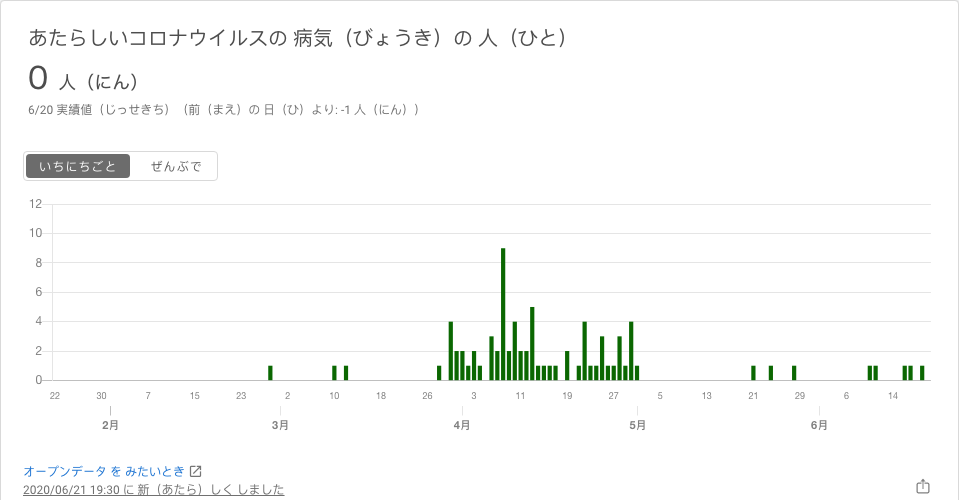 あたらしいコロナウイルスの 病気（びょうき）の 人（ひと）
0 人（にん）
6/20 実績値（じっせきち）（前（まえ）の 日（ひ）より: -1 人（にん））
いちにちごと ぜんぶで
12
10
8
6
4
2
0
22 30 7 15 23 2 10 18 26 3 11 19 27 5 13 21 29 6 14
2月 3月 4月 5月 6月
オープンデータ を みたいとき
2020/06/21 19:30 に 新（あたら）しく しました